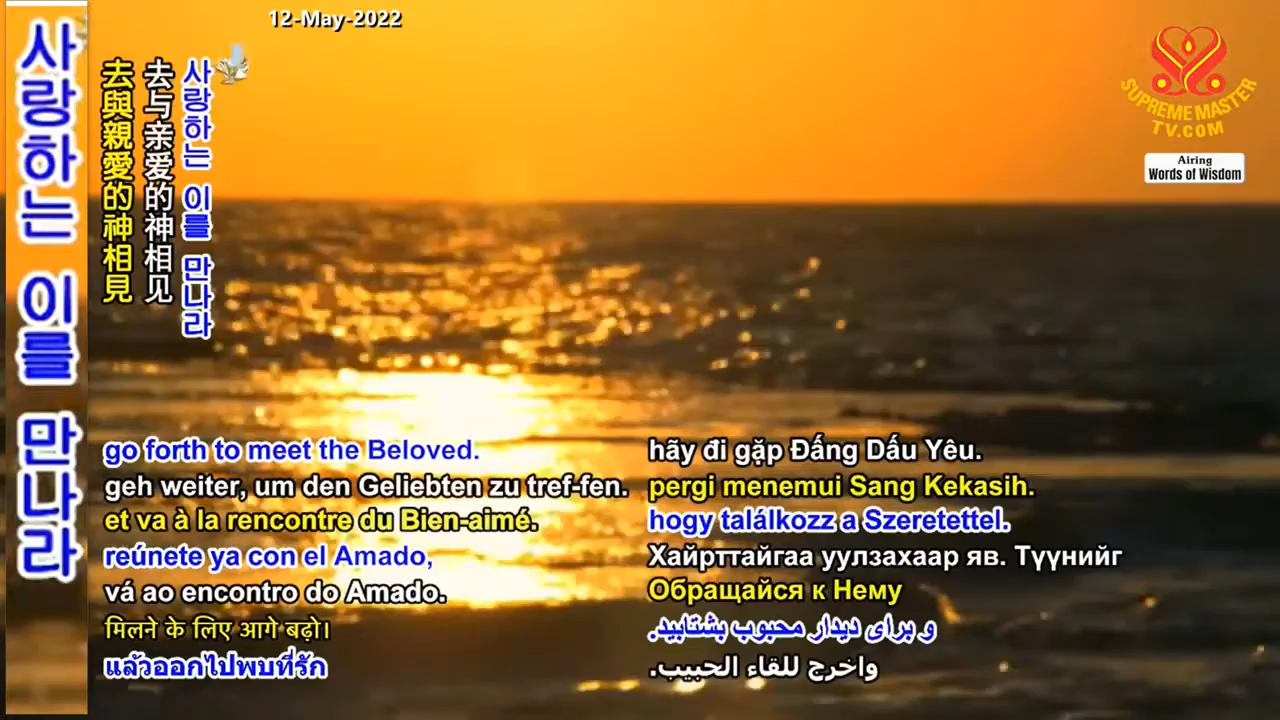 12-May-2022
사랑하는 이를 만나라
去與親愛的神相見
去与亲爱的神相见
사랑하는 이를 만나라
SUPREME MASTER
TV.COM
Airing
Words of Wisdom
go forth to meet the Beloved.
geh weiter, um den Geliebten zu tref-fen.
et va à la rencontre du Bien-aimé.
reúnete ya con el Amado,
vá ao encontro do Amado.
मिलने के लिए आगे बढ़ो।
แล้วออกไปพบที่รัก
hãy đi gặp Đấng Dấu Yêu.
pergi menemui Sang Kekasih.
hogy találkozz a Szeretettel.
Хайрттайгаа уулзахаар яв. Түүнийг
Обращайся к Нему
و برای دیدار محبوب بشتابید.
واخرج للقاء الحبيب.